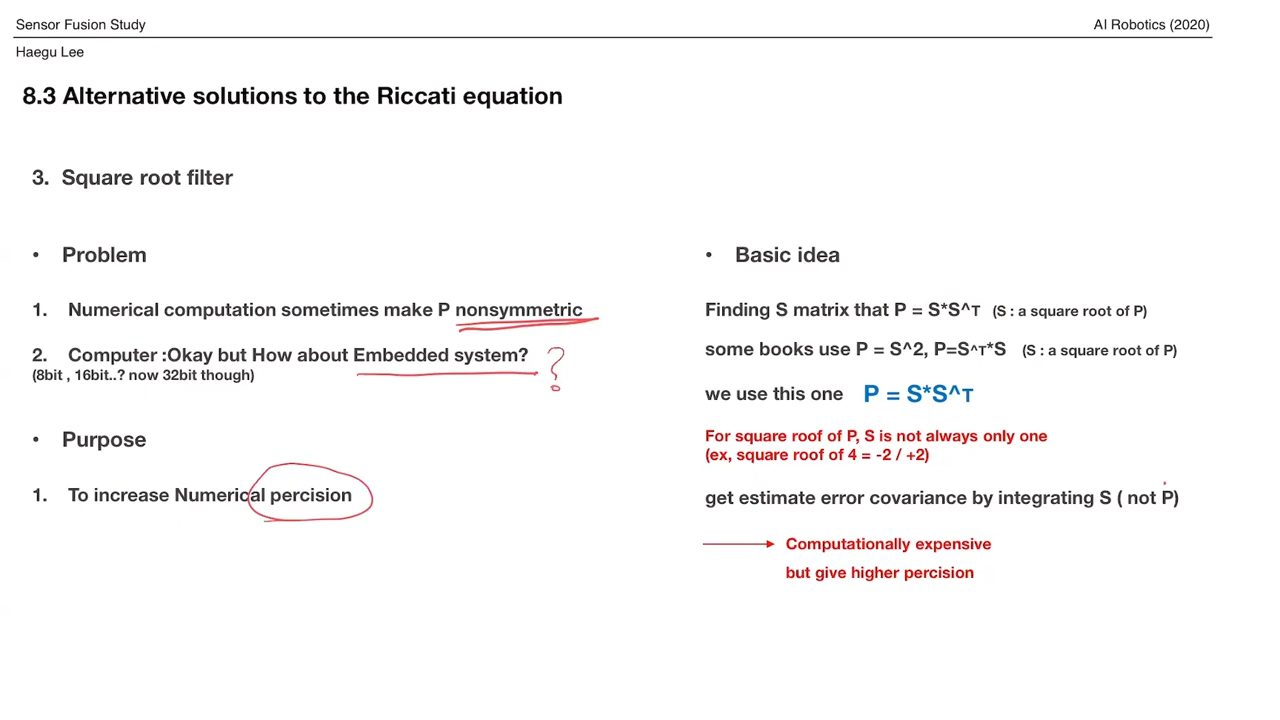 Sensor Fusion Study
AI Robotics (2020)
Haegu Lee
8.3 Alternative solutions to the Riccati equation
3. Square root filter
• Problem
1. Numerical computation sometimes make P nonsymmetric
2. Computer :Okay but How about Embedded system?
?
(8bit , 16bit..? now 32bit though)
• Purpose
1. To increase Numerical percision
• Basic idea
Finding S matrix that P = S*S^T (S : a square root of P)
some books use P = S^2, P=S^T*S (S : a square root of P)
we use this one P = S*S^T
For square roof of P, S is not always only one
(ex, square roof of 4 = -2 / +2)
get estimate error covariance by integrating S ( not P)
Computationally expensive
but give higher percision